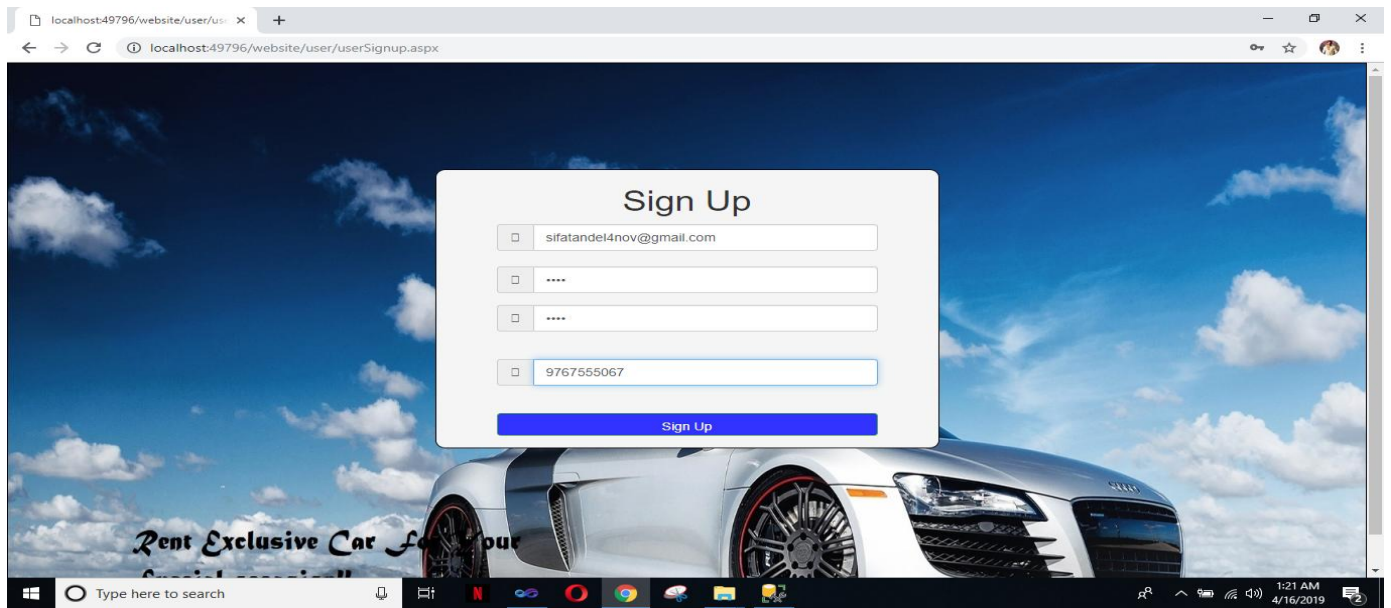 localhost:49796/website/user/us
localhost:49796/website/user/userSignup.aspx
Sign Up
sifatandel4nov@gmail.com
••••
••••
9767555067
Sign Up
Rent Exclusive Car For Your
Type here to search
1:21 AM
4/16/2019
2